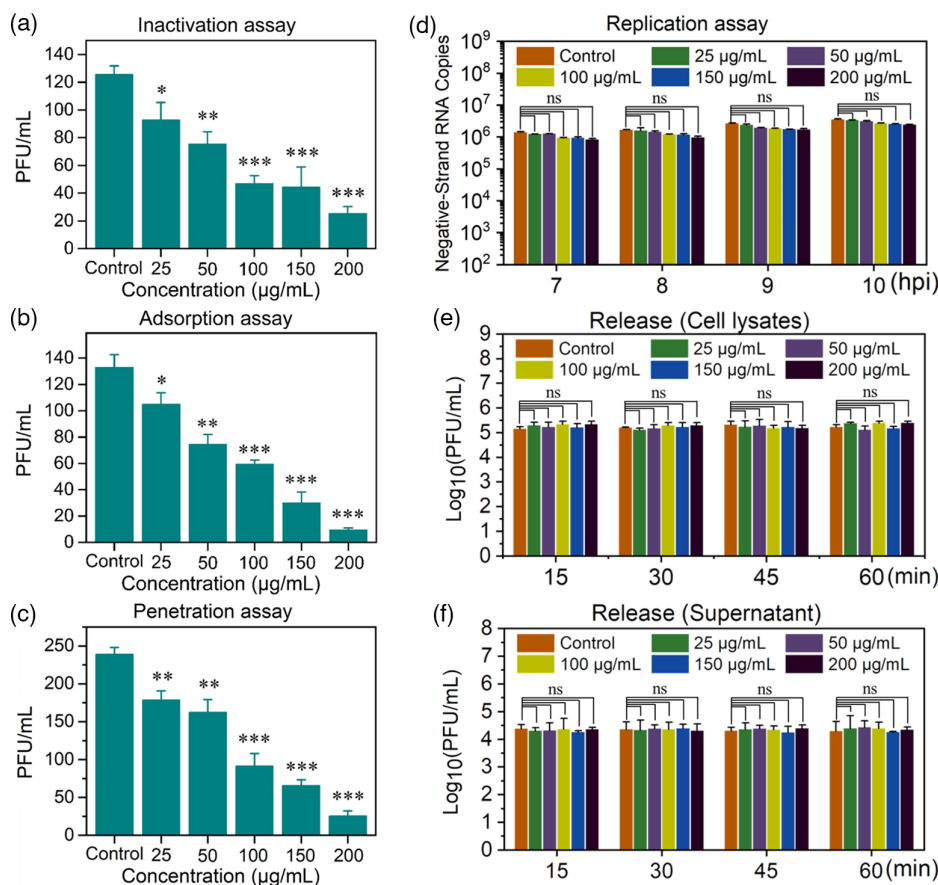 (a)
Inactivation assay
PFU/mL
140
120
100
80
60
40
20
0
*
**
***
***
***
Control 25 50 100 150 200
Concentration (µg/mL)
(b)
Adsorption assay
PFU/mL
140
120
100
80
60
40
20
0
*
**
***
***
***
Control 25 50 100 150 200
Concentration (µg/mL)
(c)
Penetration assay
PFU/mL
250
200
150
100
50
0
**
**
***
***
***
Control 25 50 100 150 200
Concentration (µg/mL)
(d)
Replication assay
Negative-Strand RNA Copies
10⁹
10⁸
10⁷
10⁶
10⁵
10⁴
10³
10²
Control 25 µg/mL 50 µg/mL
100 µg/mL 150 µg/mL 200 µg/mL
ns ns ns ns
7 8 9 10 (hpi)
(e)
Release (Cell lysates)
Log10(PFU/mL)
9
8
7
6
5
4
3
2
1
0
Control 25 µg/mL 50 µg/mL
100 µg/mL 150 µg/mL 200 µg/mL
ns ns ns ns
15 30 45 60 (min)
(f)
Release (Supernatant)
Log10(PFU/mL)
8
7
6
5
4
3
2
1
0
Control 25 µg/mL 50 µg/mL
100 µg/mL 150 µg/mL 200 µg/mL
ns ns ns ns
15 30 45 60 (min)